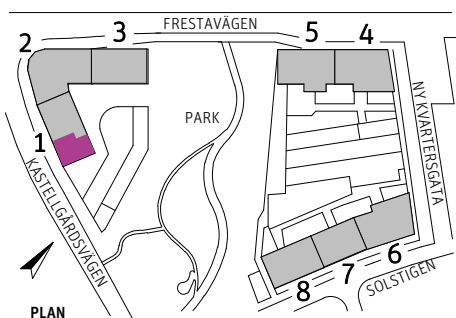 FRESTAVÄGEN
2
3
5
4
1
PARK
NY KVARTERSGATA
KASTELLGÅRDSVÄGEN
6
7
8
SOLSTIGEN
PLAN